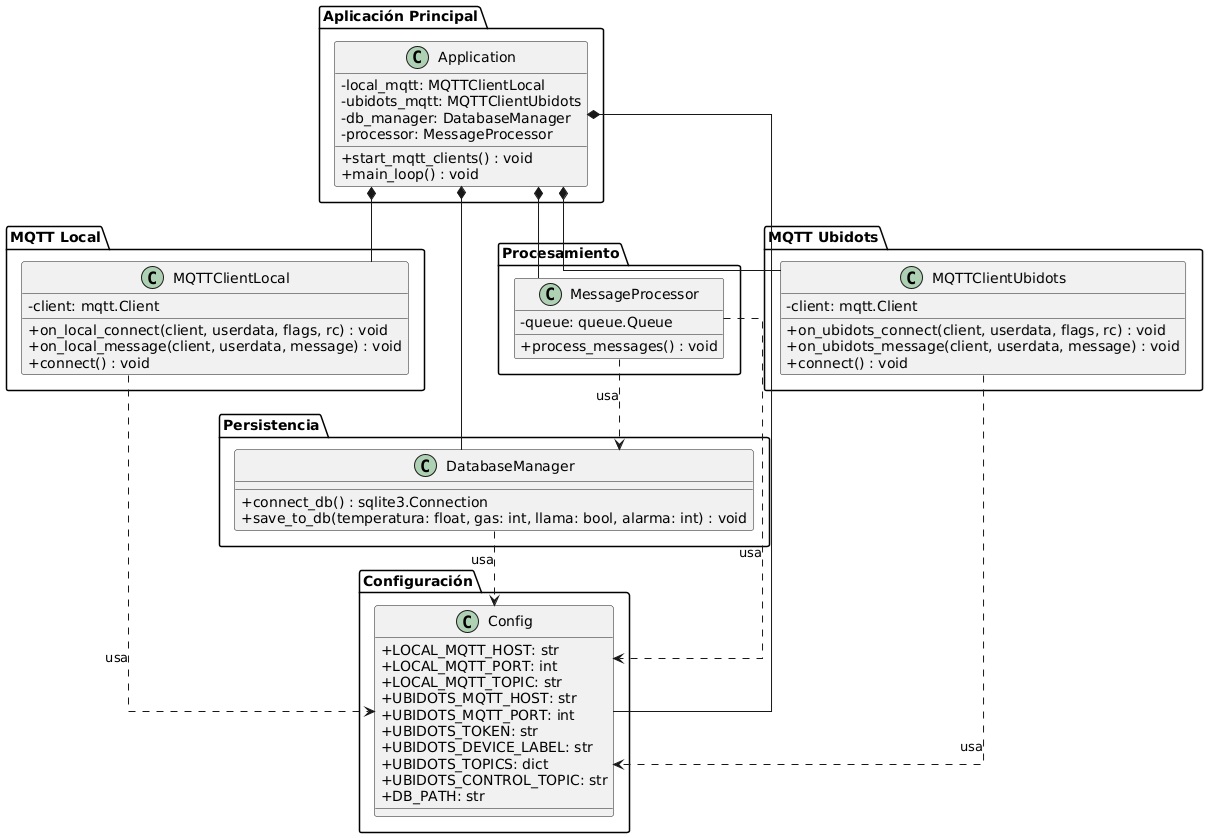 Aplicación Principal
C Application
-local_mqtt: MQTTClientLocal
-ubidots_mqtt: MQTTClientUbidots
-db_manager: DatabaseManager
-processor: MessageProcessor
+start_mqtt_clients() : void
+main_loop() : void
MQTT Local
C MQTTClientLocal
-client: mqtt.Client
+on_local_connect(client, userdata, flags, rc) : void
+on_local_message(client, userdata, message) : void
+connect() : void
Procesamiento
C MessageProcessor
-queue: queue.Queue
+process_messages() : void
MQTT Ubidots
C MQTTClientUbidots
-client: mqtt.Client
+on_ubidots_connect(client, userdata, flags, rc) : void
+on_ubidots_message(client, userdata, message) : void
+connect() : void
usa
Persistencia
C DatabaseManager
+connect_db() : sqlite3.Connection
+save_to_db(temperatura: float, gas: int, llama: bool, alarma: int) : void
usa
usa
Configuración
C Config
+LOCAL_MQTT_HOST: str
+LOCAL_MQTT_PORT: int
+LOCAL_MQTT_TOPIC: str
+UBIDOTS_MQTT_HOST: str
+UBIDOTS_MQTT_PORT: int
+UBIDOTS_TOKEN: str
+UBIDOTS_DEVICE_LABEL: str
+UBIDOTS_TOPICS: dict
+UBIDOTS_CONTROL_TOPIC: str
+DB_PATH: str
usa
usa